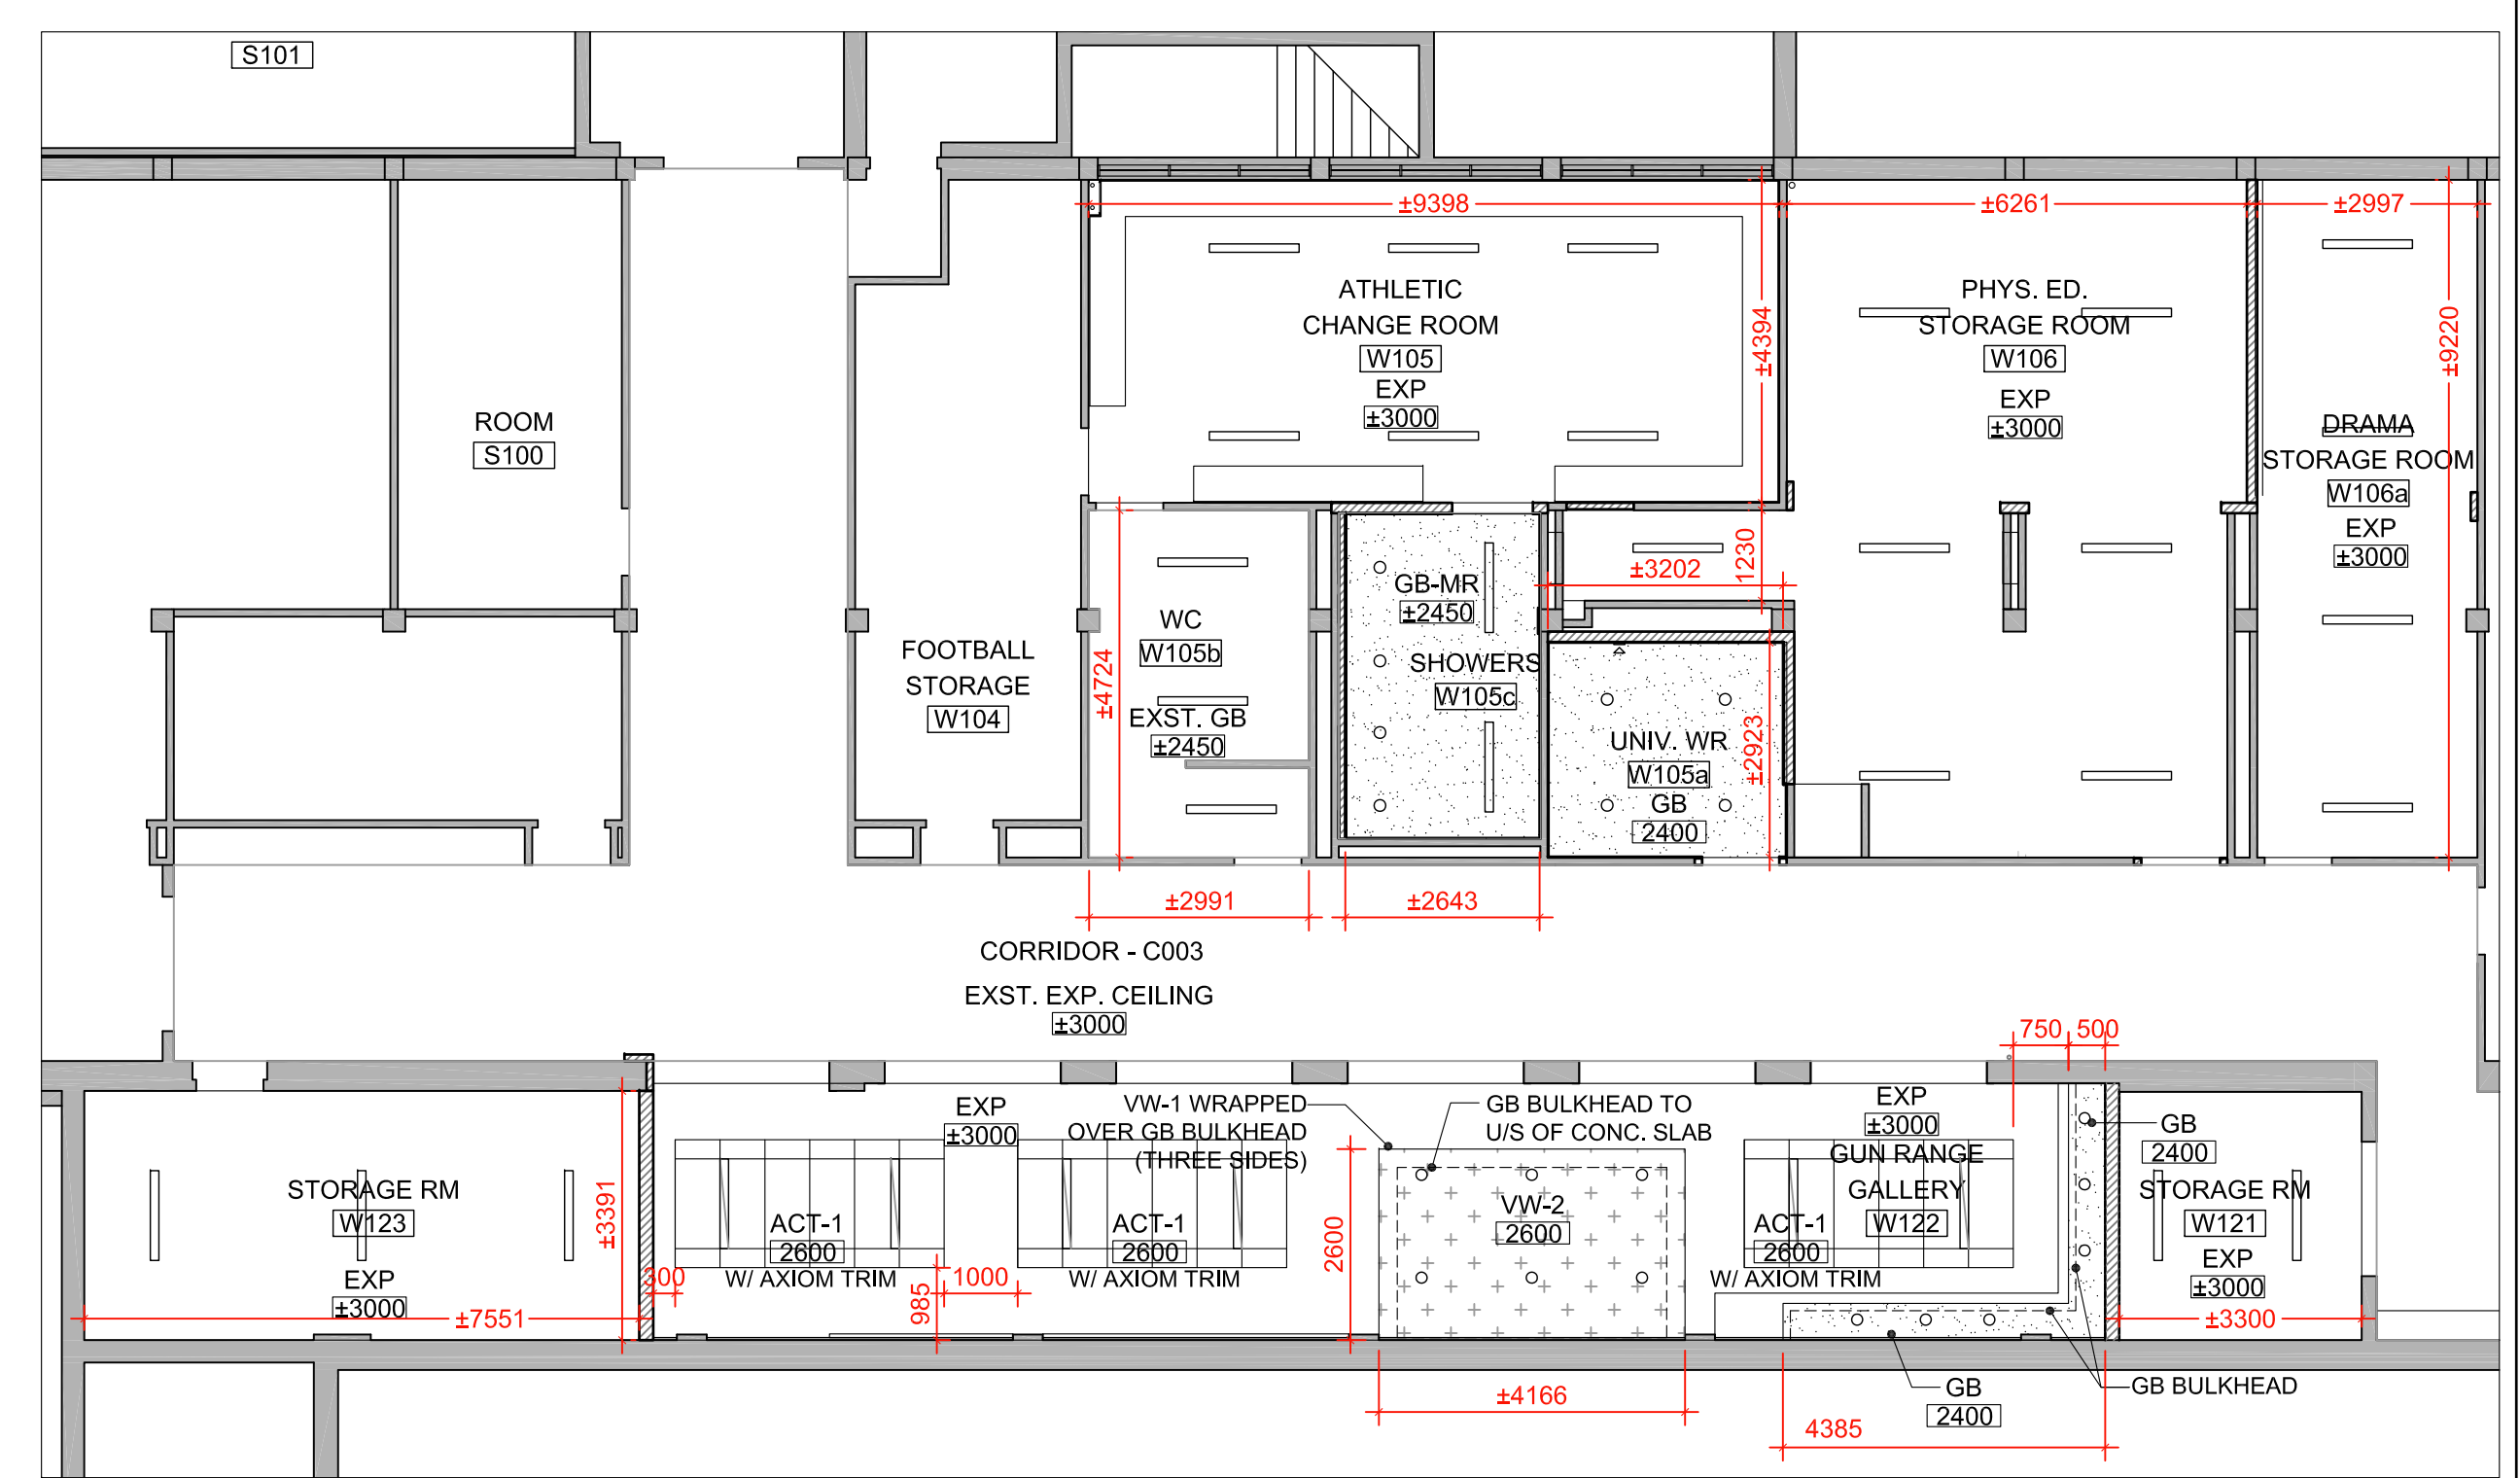 S101
±9398
±6261
±2997
ATHLETIC
CHANGE ROOM
W105
EXP
±3000
±4394
PHYS. ED.
STORAGE ROOM
W106
EXP
±3000
±9220
DRAMA
STORAGE ROOM
W106a
EXP
±3000
ROOM
S100
FOOTBALL
STORAGE
W104
WC
W105b
±4724
EXST. GB
±2450
GB-MR
±2450
SHOWERS
W105c
±3202
1230
UNIV. WR
W105a
GB
2400
±2923
±2991
±2643
CORRIDOR - C003
EXST. EXP. CEILING
±3000
750
500
STORAGE RM
W123
EXP
±3000
±7551
±3391
300
ACT-1
2600
W/ AXIOM TRIM
985
1000
EXP
±3000
ACT-1
2600
W/ AXIOM TRIM
VW-1 WRAPPED
OVER GB BULKHEAD
(THREE SIDES)
GB BULKHEAD TO
U/S OF CONC. SLAB
2600
VW-2
2600
±4166
EXP
±3000
GUN RANGE
GALLERY
W122
ACT-1
2600
W/ AXIOM TRIM
GB
2400
STORAGE RM
W121
EXP
±3000
±3300
GB
2400
GB BULKHEAD
4385